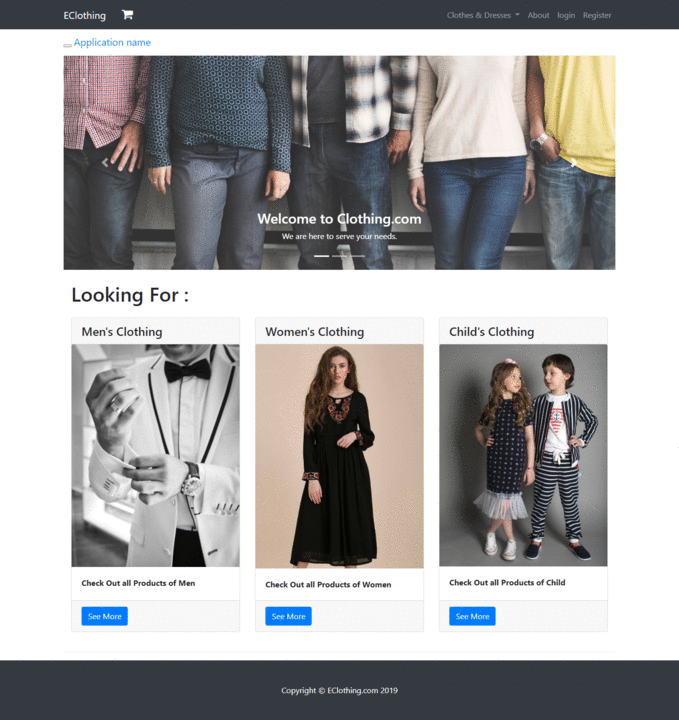 EClothing
Clothes & Dresses About login Register
Application name
Welcome to Clothing.com
We are here to serve your needs.
Looking For :
Men's Clothing
Women's Clothing
Child's Clothing
Check Out all Products of Men
Check Out all Products of Women
Check Out all Products of Child
See More
See More
See More
Copyright © EClothing.com 2019